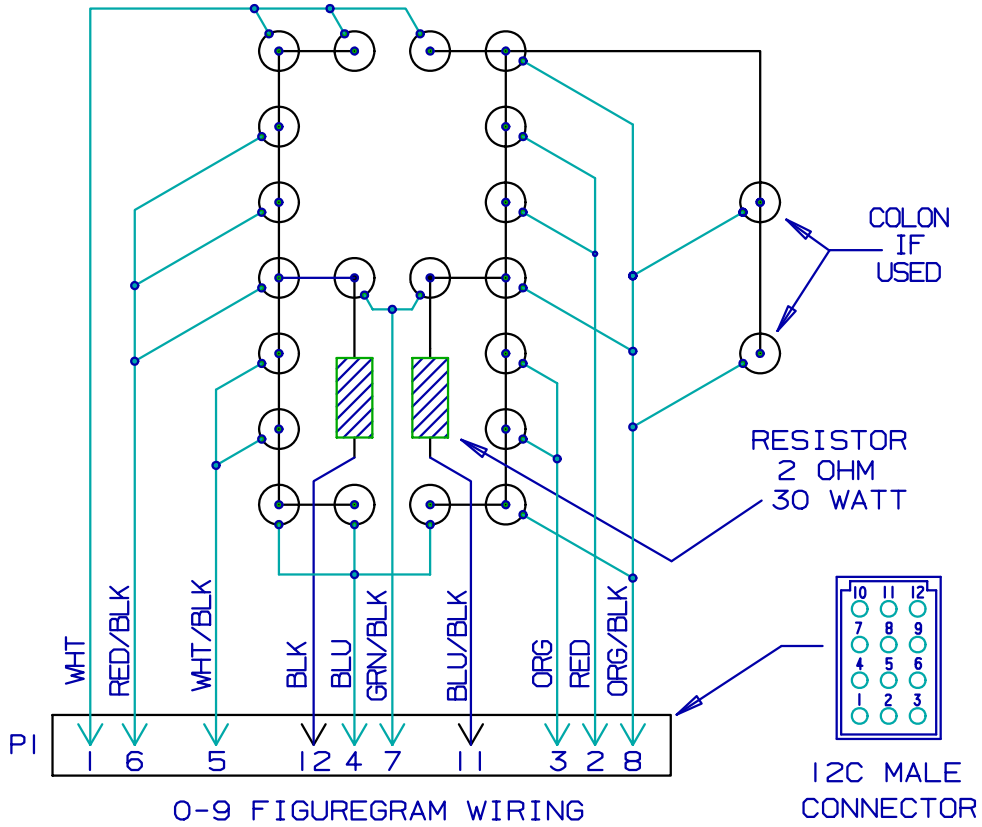 COLON
IF
USED
RESISTOR
2 OHM
30 WATT
WHT
RED/BLK
WHT/BLK
BLK
BLU
GRN/BLK
BLU/BLK
ORG
RED
ORG/BLK
10 11 12
7 8 9
4 5 6
1 2 3
P1
1 6 5 12 4 7 11 3 2 8
12C MALE
CONNECTOR
0-9 FIGUREGRAM WIRING